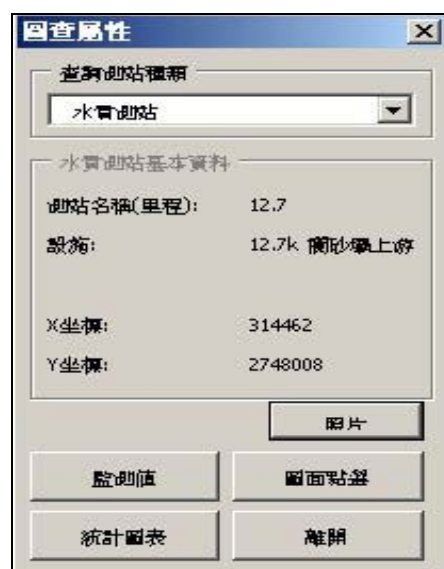 圖查屬性
查詢測站種類
水質測站
水質測站基本資料
測站名稱(里程): 12.7
設施: 12.7k 攔砂壩上游
X坐標: 314462
Y坐標: 2748008
照片
監測值 圖面點選
統計圖表 離開